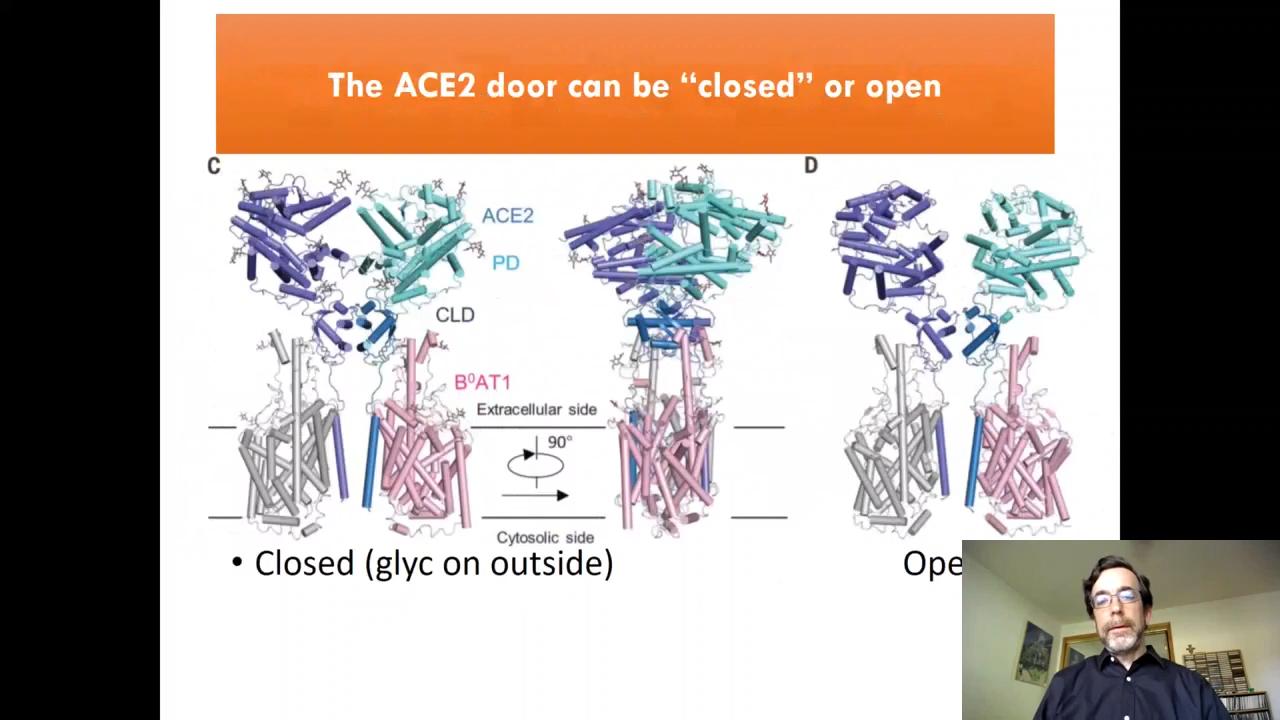 The ACE2 door can be “closed” or open
C
D
ACE2
PD
CLD
B⁰AT1
Extracellular side
90°
Cytosolic side
• Closed (glyc on outside)
Ope